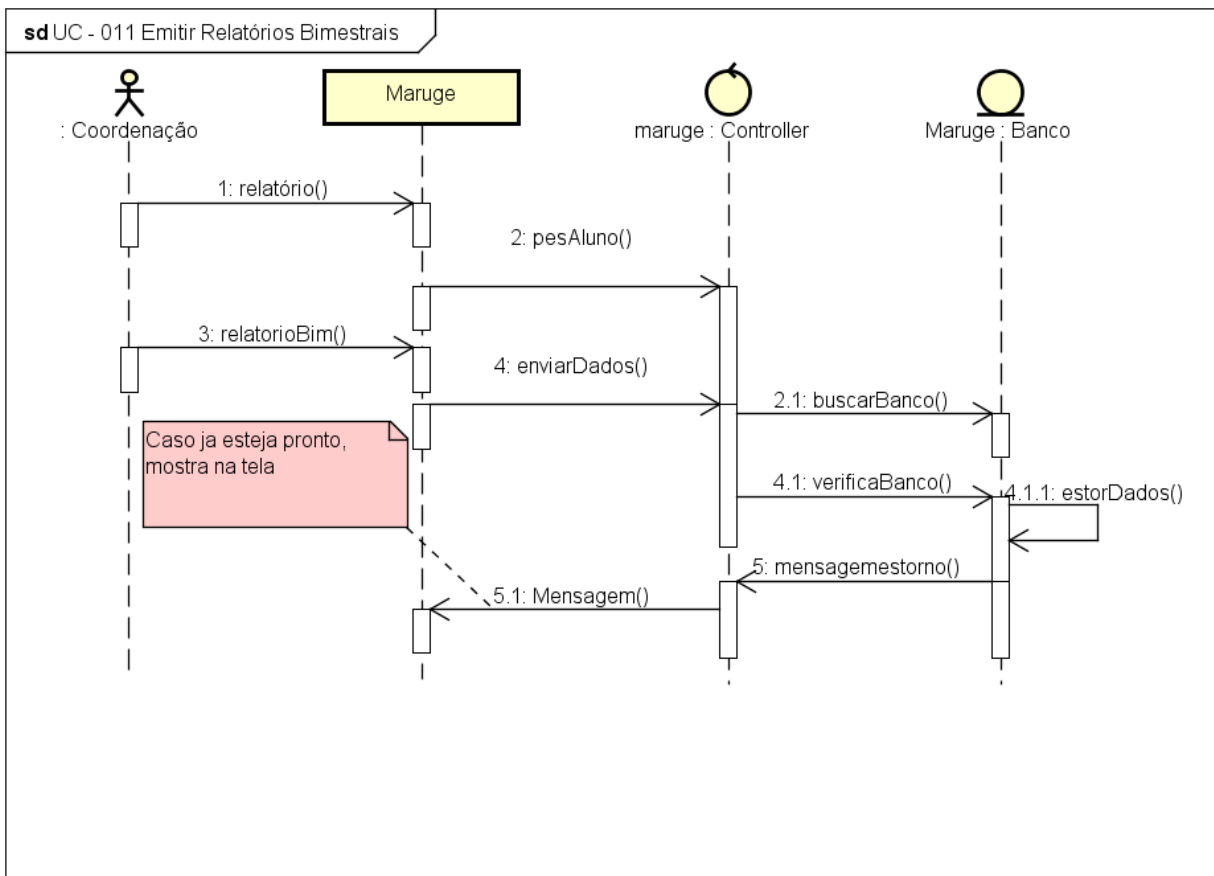 sd UC - 011 Emitir Relatórios Bimestrais
: Coordenação
Maruge
maruge : Controller
Maruge : Banco
1: relatório()
2: pesAluno()
3: relatorioBim()
4: enviarDados()
2.1: buscarBanco()
Caso ja esteja pronto,
mostra na tela
4.1: verificaBanco()
4.1.1: estorDados()
5: mensagemestorno()
5.1: Mensagem()